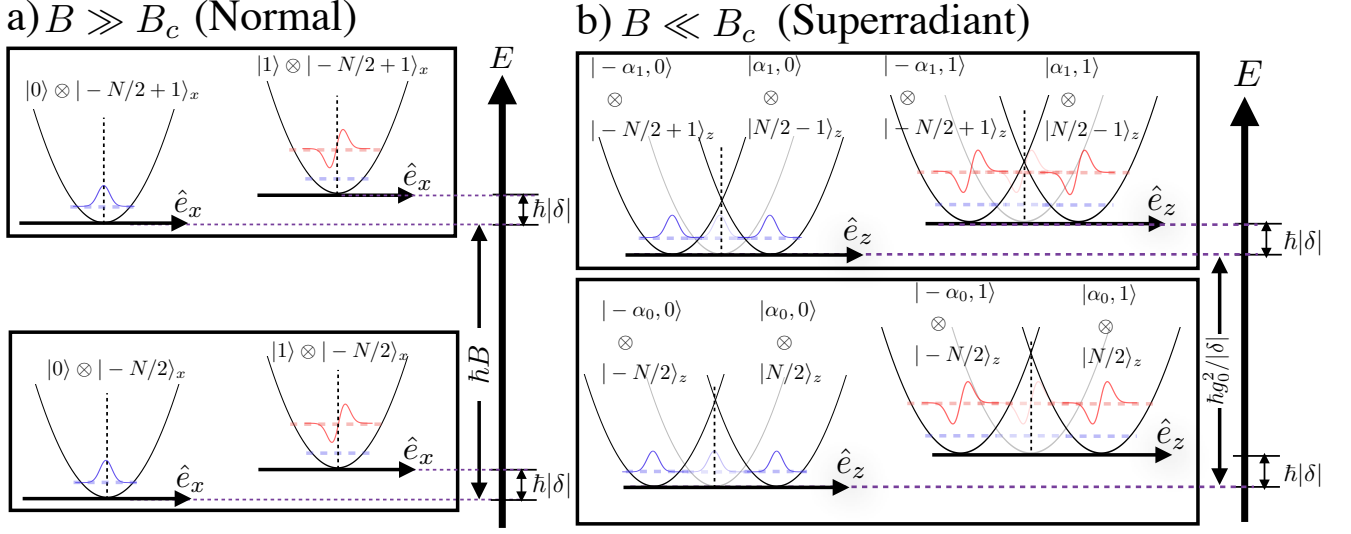 a) B ≫ B_c (Normal)
|0⟩ ⊗ | − N/2 + 1⟩_x
|1⟩ ⊗ | − N/2 + 1⟩_x
ê_x
ê_x
|0⟩ ⊗ | − N/2⟩_x
|1⟩ ⊗ | − N/2⟩_x
ê_x
ê_x
E
ħ|δ|
ħB
ħ|δ|
b) B ≪ B_c (Superradiant)
| − α_1, 0⟩
⊗
| − N/2 + 1⟩_z
|α_1, 0⟩
⊗
|N/2 − 1⟩_z
ê_z
| − α_1, 1⟩
⊗
| − N/2 + 1⟩_z
|α_1, 1⟩
⊗
|N/2 − 1⟩_z
ê_z
| − α_0, 0⟩
⊗
| − N/2⟩_z
|α_0, 0⟩
⊗
|N/2⟩_z
ê_z
| − α_0, 1⟩
⊗
| − N/2⟩_z
|α_0, 1⟩
⊗
|N/2⟩_z
ê_z
E
ħ|δ|
ħg_0^2/|δ|
ħ|δ|